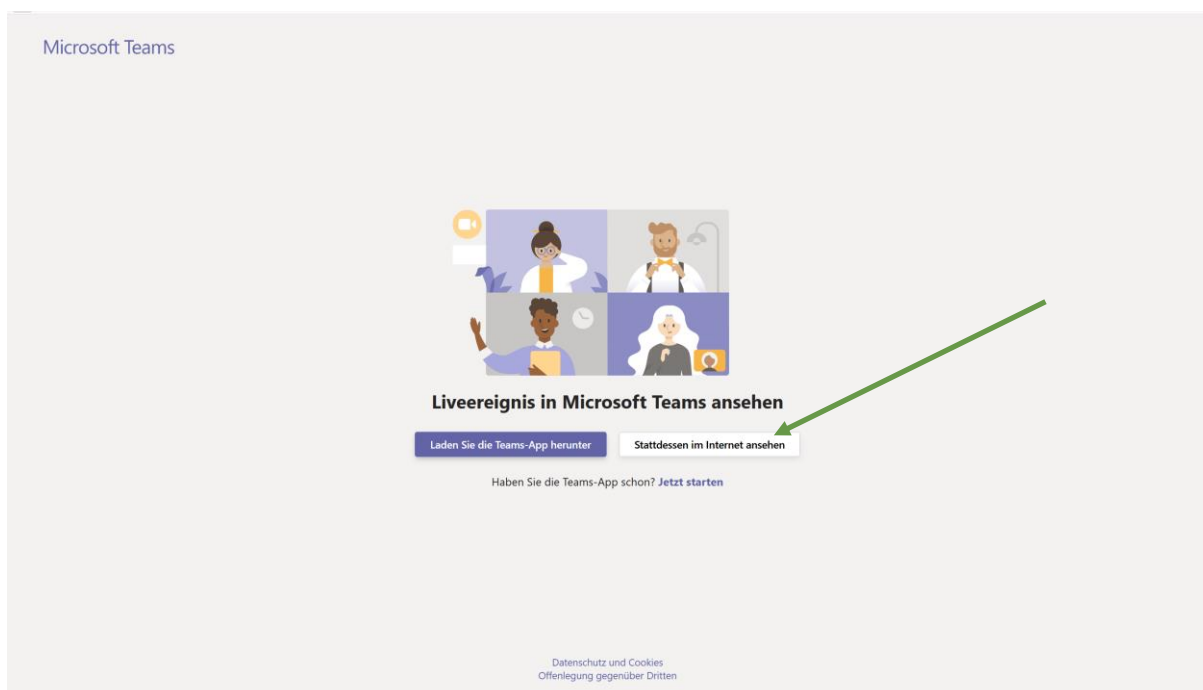 Microsoft Teams
Liveereignis in Microsoft Teams ansehen
Laden Sie die Teams-App herunter
Stattdessen im Internet ansehen
Haben Sie die Teams-App schon? Jetzt starten
Datenschutz und Cookies
Offenlegung gegenüber Dritten